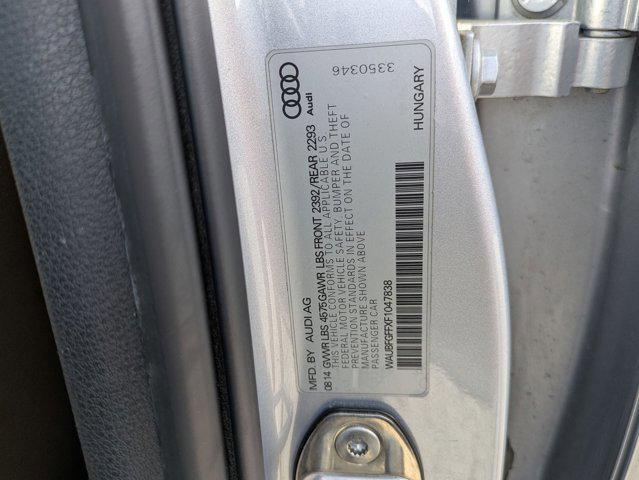 MFD. BY AUDI AG
08 14 GVWR LBS 4575 GAWR LBS FRONT 2392/REAR 2293
THIS VEHICLE CONFORMS TO ALL APPLICABLE U.S.
FEDERAL MOTOR VEHICLE SAFETY, BUMPER AND THEFT
PREVENTION STANDARDS IN EFFECT ON THE DATE OF
MANUFACTURE SHOWN ABOVE
PASSENGER CAR
WAUBFGFFXF1047838
Audi
3350346
HUNGARY